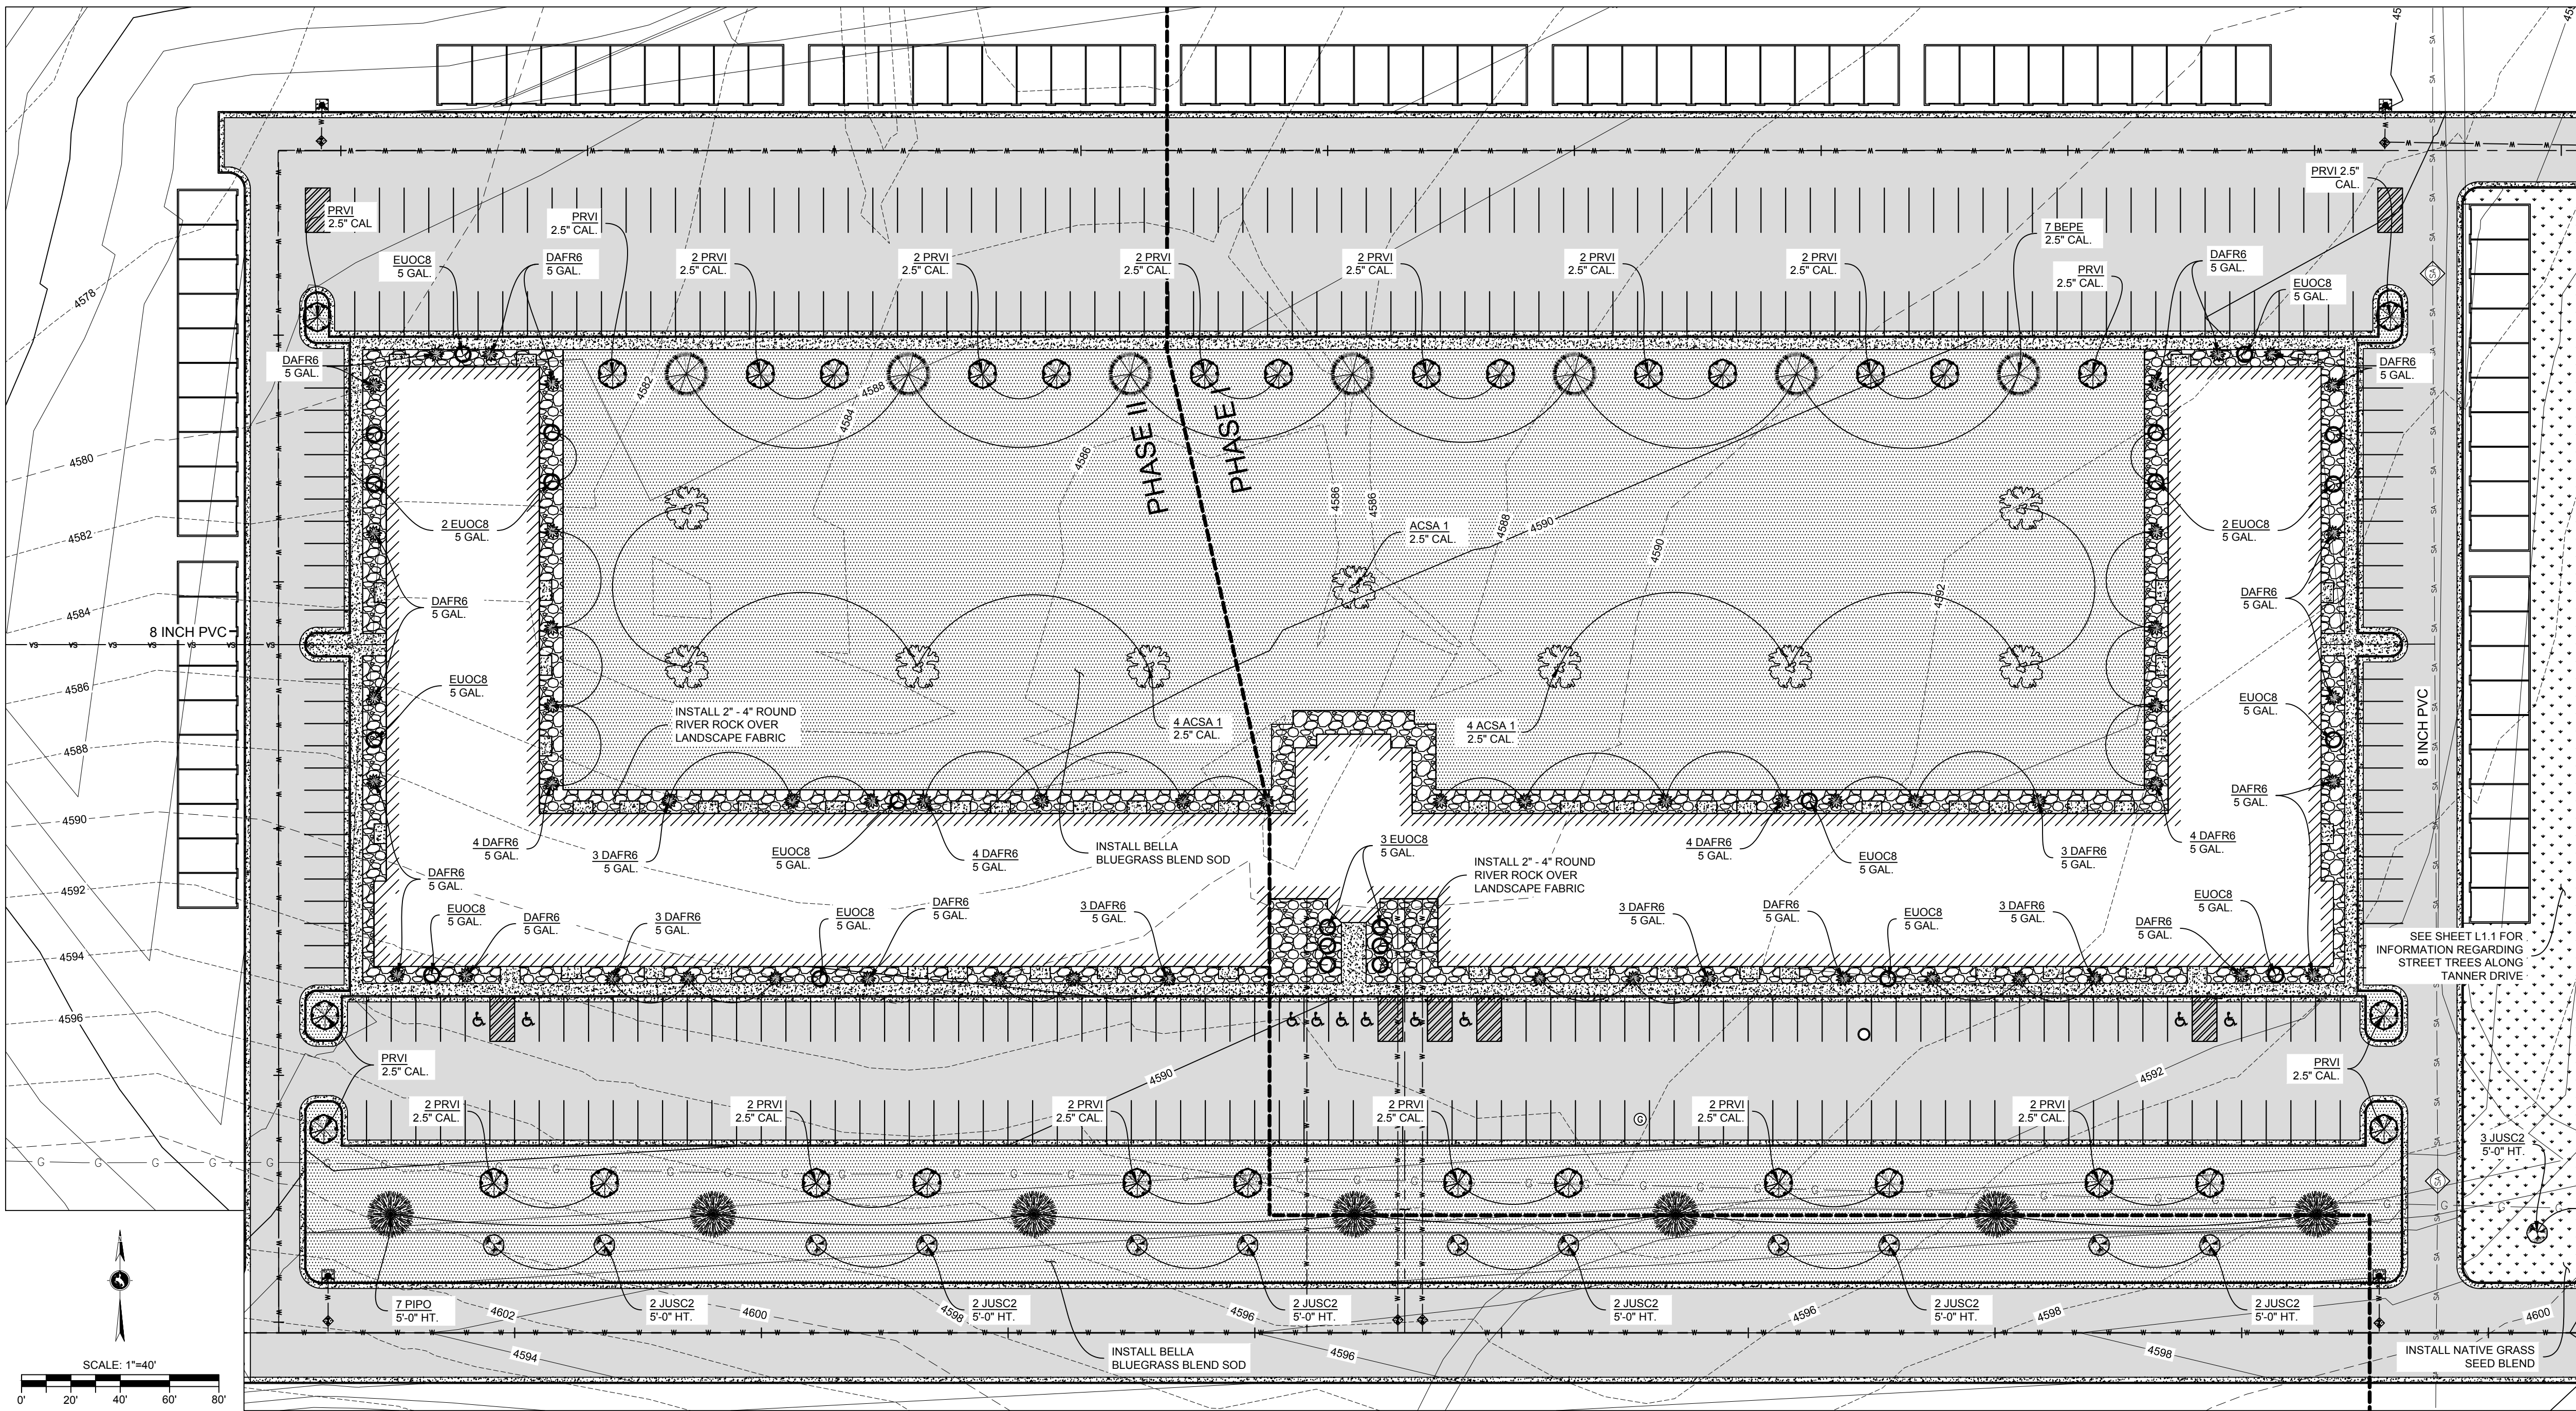 45
PRVI 2.5"
CAL.
PRVI
2.5" CAL
PRVI
2.5" CAL.
EUOC8
5 GAL.
DAFR6
5 GAL.
2 PRVI
2.5" CAL.
2 PRVI
2.5" CAL.
2 PRVI
2.5" CAL.
2 PRVI
2.5" CAL.
2 PRVI
2.5" CAL.
2 PRVI
2.5" CAL.
7 BEPE
2.5" CAL.
PRVI
2.5" CAL.
DAFR6
5 GAL.
EUOC8
5 GAL.
SA
4578
DAFR6
5 GAL.
DAFR6
5 GAL.
4582
4588
4584
4586
PHASE II
PHASE I
4580
4582
2 EUOC8
5 GAL.
4586
4586
ACSA 1
2.5" CAL.
4588
4590
4590
4592
2 EUOC8
5 GAL.
DAFR6
5 GAL.
DAFR6
5 GAL.
4584
8 INCH PVC
4586
4588
EUOC8
5 GAL.
EUOC8
5 GAL.
INSTALL 2" - 4" ROUND
RIVER ROCK OVER
LANDSCAPE FABRIC
4 ACSA 1
2.5" CAL.
4 ACSA 1
2.5" CAL.
8 INCH PVC
DAFR6
5 GAL.
4590
4592
4594
4596
4 DAFR6
5 GAL.
3 DAFR6
5 GAL.
EUOC8
5 GAL.
4 DAFR6
5 GAL.
INSTALL BELLA
BLUEGRASS BLEND SOD
3 EUOC8
5 GAL.
INSTALL 2" - 4" ROUND
RIVER ROCK OVER
LANDSCAPE FABRIC
4 DAFR6
5 GAL.
EUOC8
5 GAL.
3 DAFR6
5 GAL.
4 DAFR6
5 GAL.
DAFR6
5 GAL.
EUOC8
5 GAL.
DAFR6
5 GAL.
3 DAFR6
5 GAL.
EUOC8
5 GAL.
DAFR6
5 GAL.
3 DAFR6
5 GAL.
3 DAFR6
5 GAL.
DAFR6
5 GAL.
EUOC8
5 GAL.
3 DAFR6
5 GAL.
DAFR6
5 GAL.
EUOC8
5 GAL.
SEE SHEET L1.1 FOR
INFORMATION REGARDING
STREET TREES ALONG
TANNER DRIVE
PRVI
2.5" CAL.
4590
4592
PRVI
2.5" CAL.
2 PRVI
2.5" CAL.
2 PRVI
2.5" CAL.
2 PRVI
2.5" CAL.
2 PRVI
2.5" CAL.
2 PRVI
2.5" CAL.
2 PRVI
2.5" CAL.
G
3 JUSC2
5'-0" HT.
SA
7 PIPO
5'-0" HT.
4602
2 JUSC2
5'-0" HT.
4600
4598
2 JUSC2
5'-0" HT.
4596
2 JUSC2
5'-0" HT.
2 JUSC2
5'-0" HT.
4596
2 JUSC2
5'-0" HT.
4598
2 JUSC2
5'-0" HT.
4600
4594
INSTALL BELLA
BLUEGRASS BLEND SOD
4596
4598
INSTALL NATIVE GRASS
SEED BLEND
SCALE: 1"=40'
0' 20' 40' 60' 80'